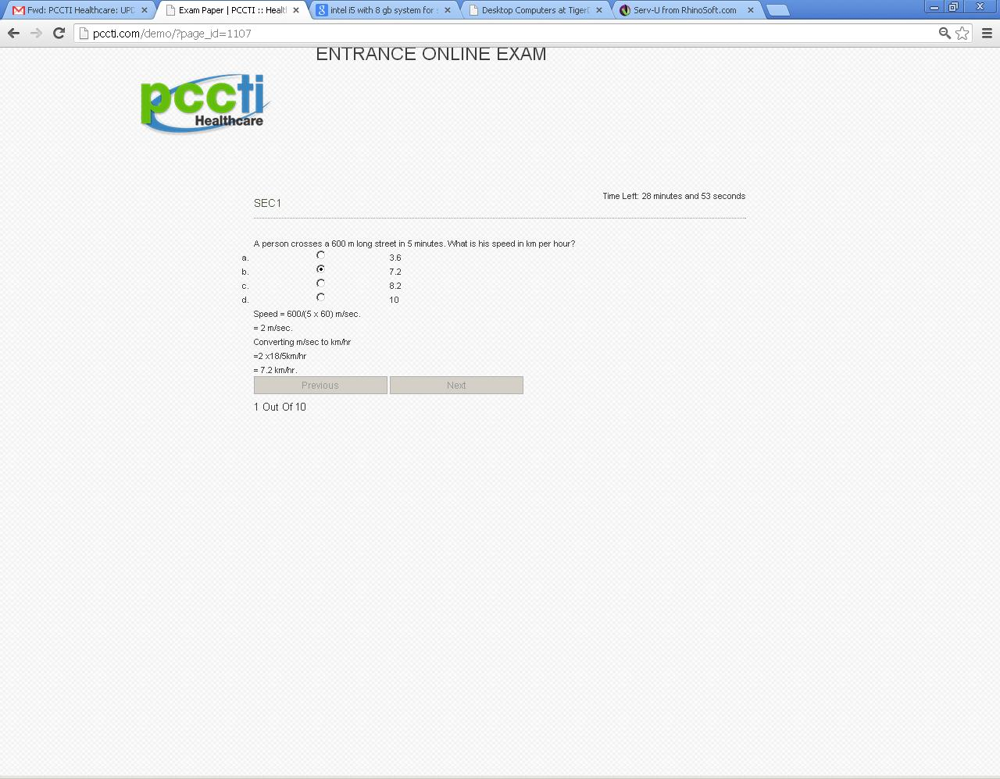 Fwd: PCCTI Healthcare: UPD
Exam Paper | PCCTI :: Healt
intel i5 with 8 gb system for s
Desktop Computers at Tiger
Serv-U from RhinoSoft.com
pccti.com/demo/?page_id=1107
ENTRANCE ONLINE EXAM
pccti
Healthcare
Time Left: 28 minutes and 53 seconds
SEC1
A person crosses a 600 m long street in 5 minutes. What is his speed in km per hour?
a. 3.6
b. 7.2
c. 8.2
d. 10
Speed = 600/(5 x 60) m/sec.
= 2 m/sec.
Converting m/sec to km/hr
=2 x18/5km/hr
= 7.2 km/hr.
Previous Next
1 Out Of 10